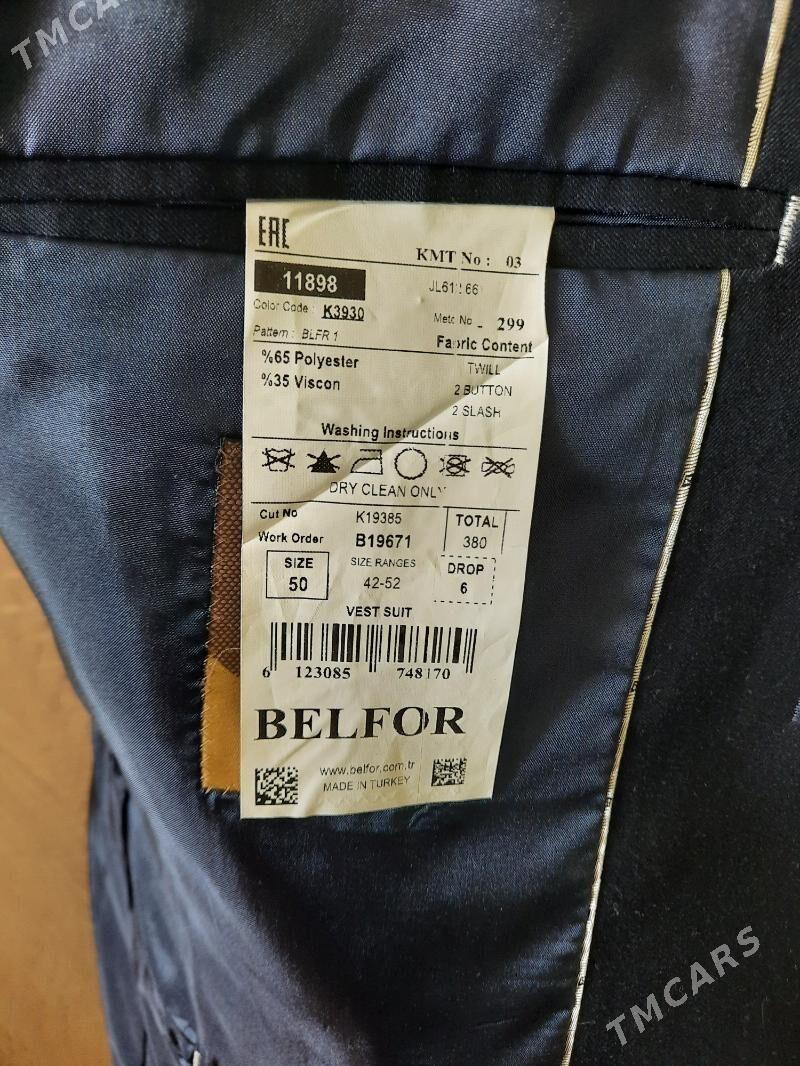 TMCARS
EAC
KMT No : 03
11898
Color Code : K3930
Metc No - 299
Pattern : BLFR 1
Fabric Content
%65 Polyester
TWILL
%35 Viscon
2 BUTTON
2 SLASH
Washing Instructions
DRY CLEAN ONLY
Cut No K19385 TOTAL
Work Order B19671 380
SIZE SIZE RANGES DROP
50 42-52 6
VEST SUIT
6 123085 748170
BELFOR
www.belfor.com.tr
MADE IN TURKEY
TMCARS